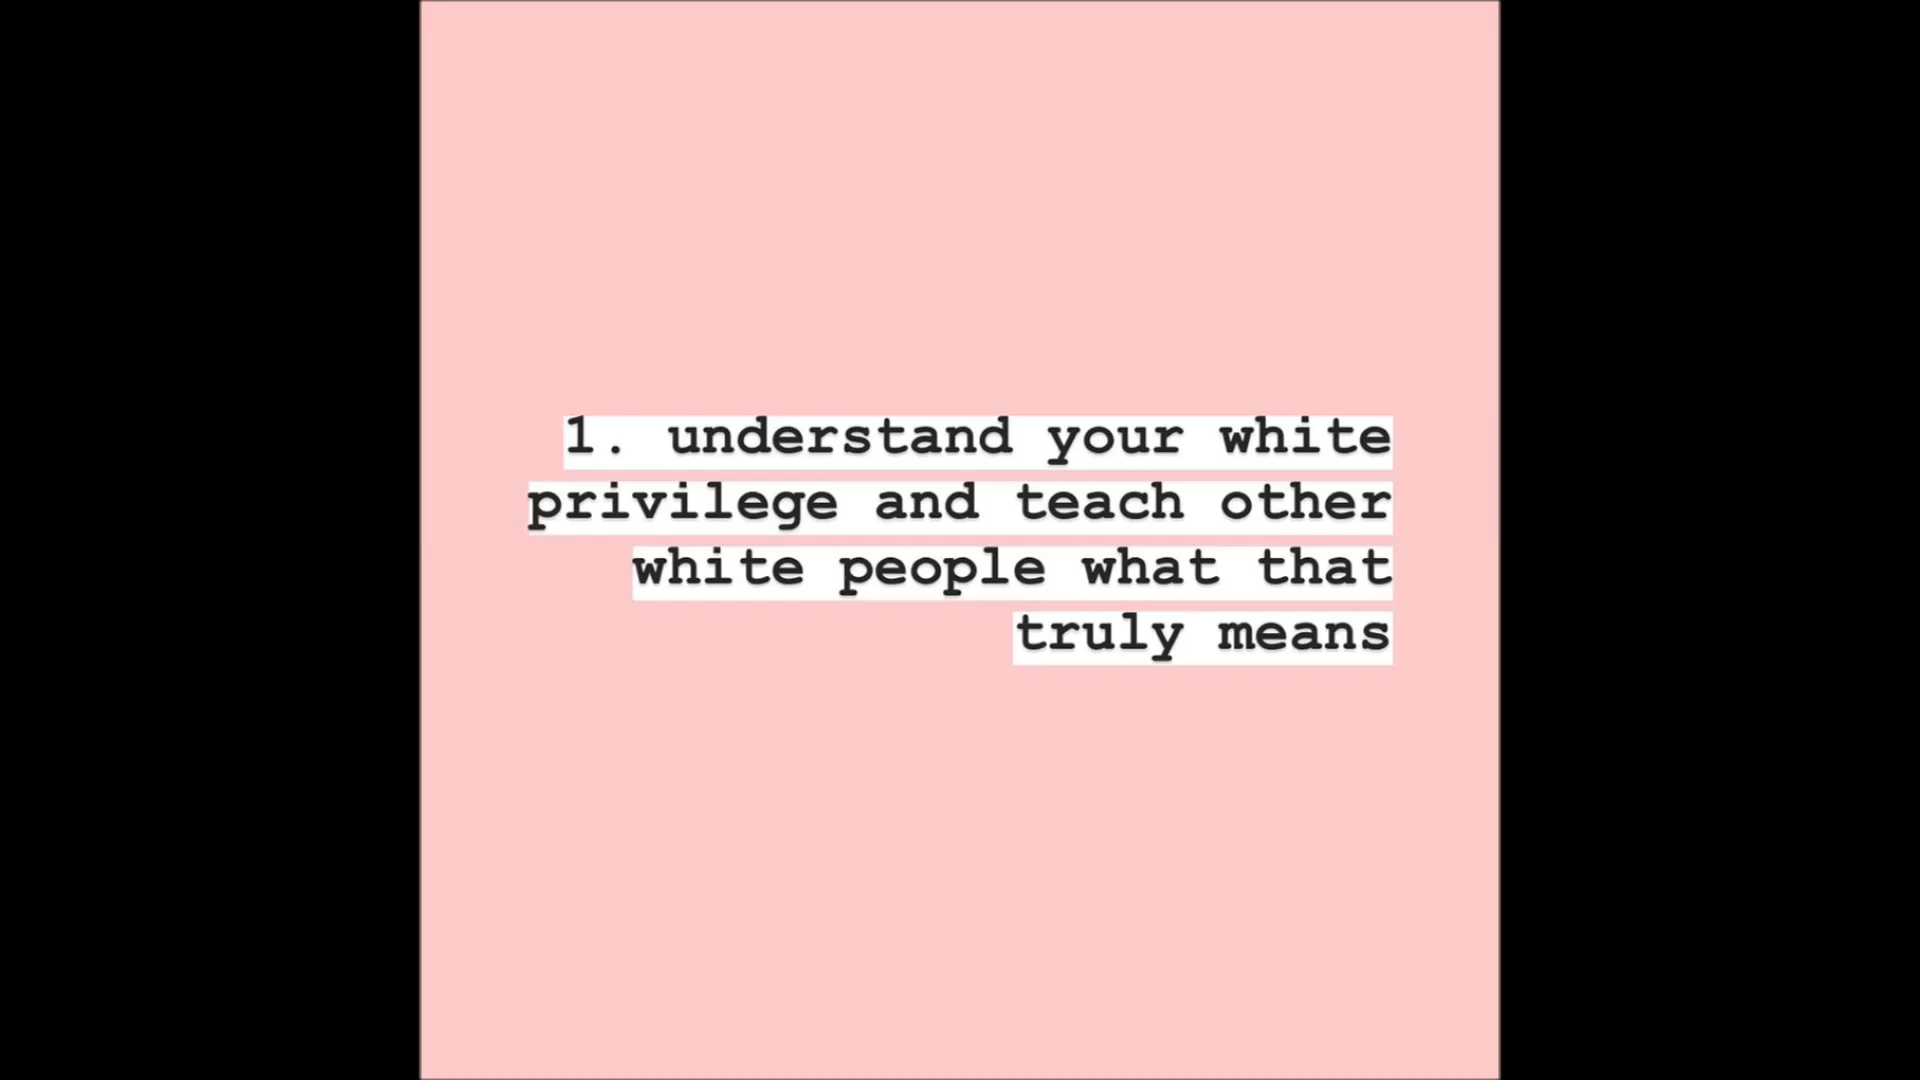 1. understand your white
privilege and teach other
white people what that
truly means